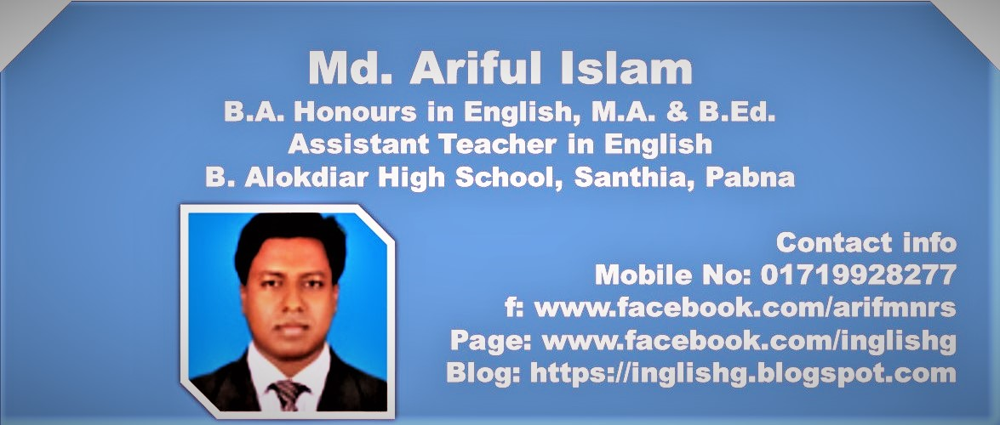 Md. Ariful Islam
B.A. Honours in English, M.A. & B.Ed.
Assistant Teacher in English
B. Alokdiar High School, Santhia, Pabna
Contact info
Mobile No: 01719928277
f: www.facebook.com/arifmnrs
Page: www.facebook.com/inglishg
Blog: https://inglishg.blogspot.com